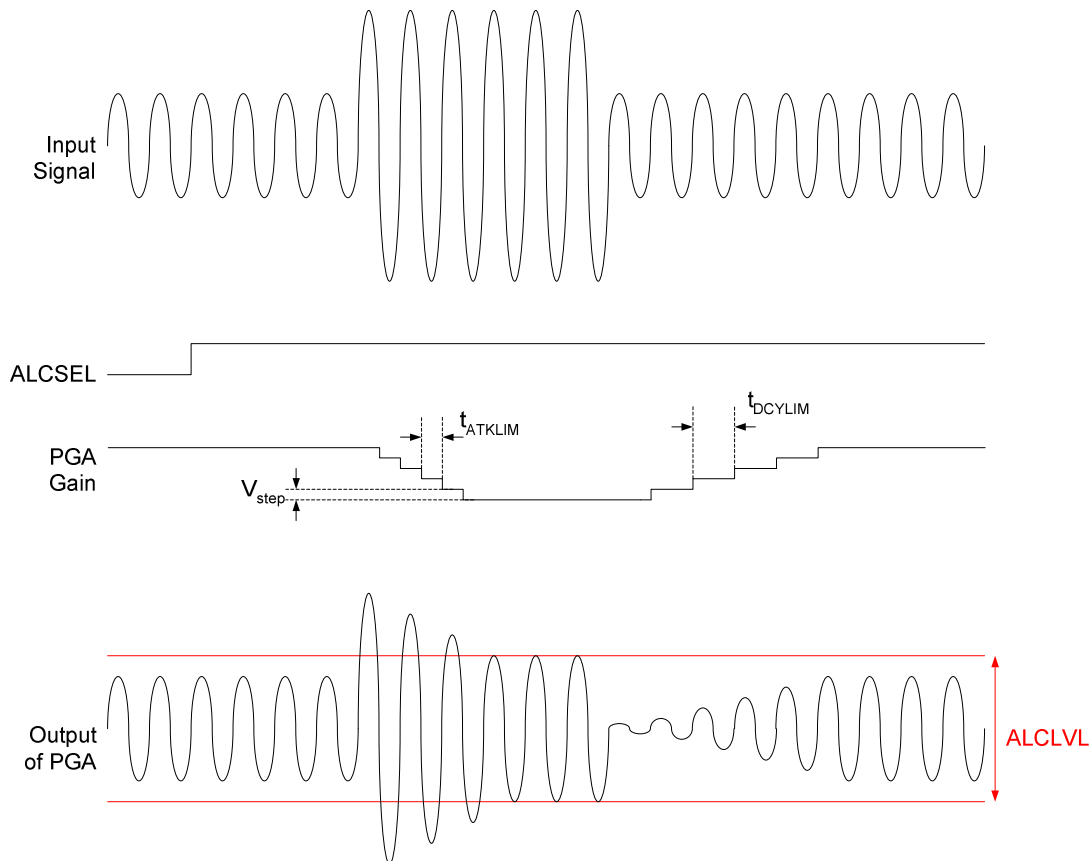 Input
Signal
ALCSEL
tATKLIM
tDCYLIM
PGA
Gain
Vstep
Output
of PGA
ALCLVL